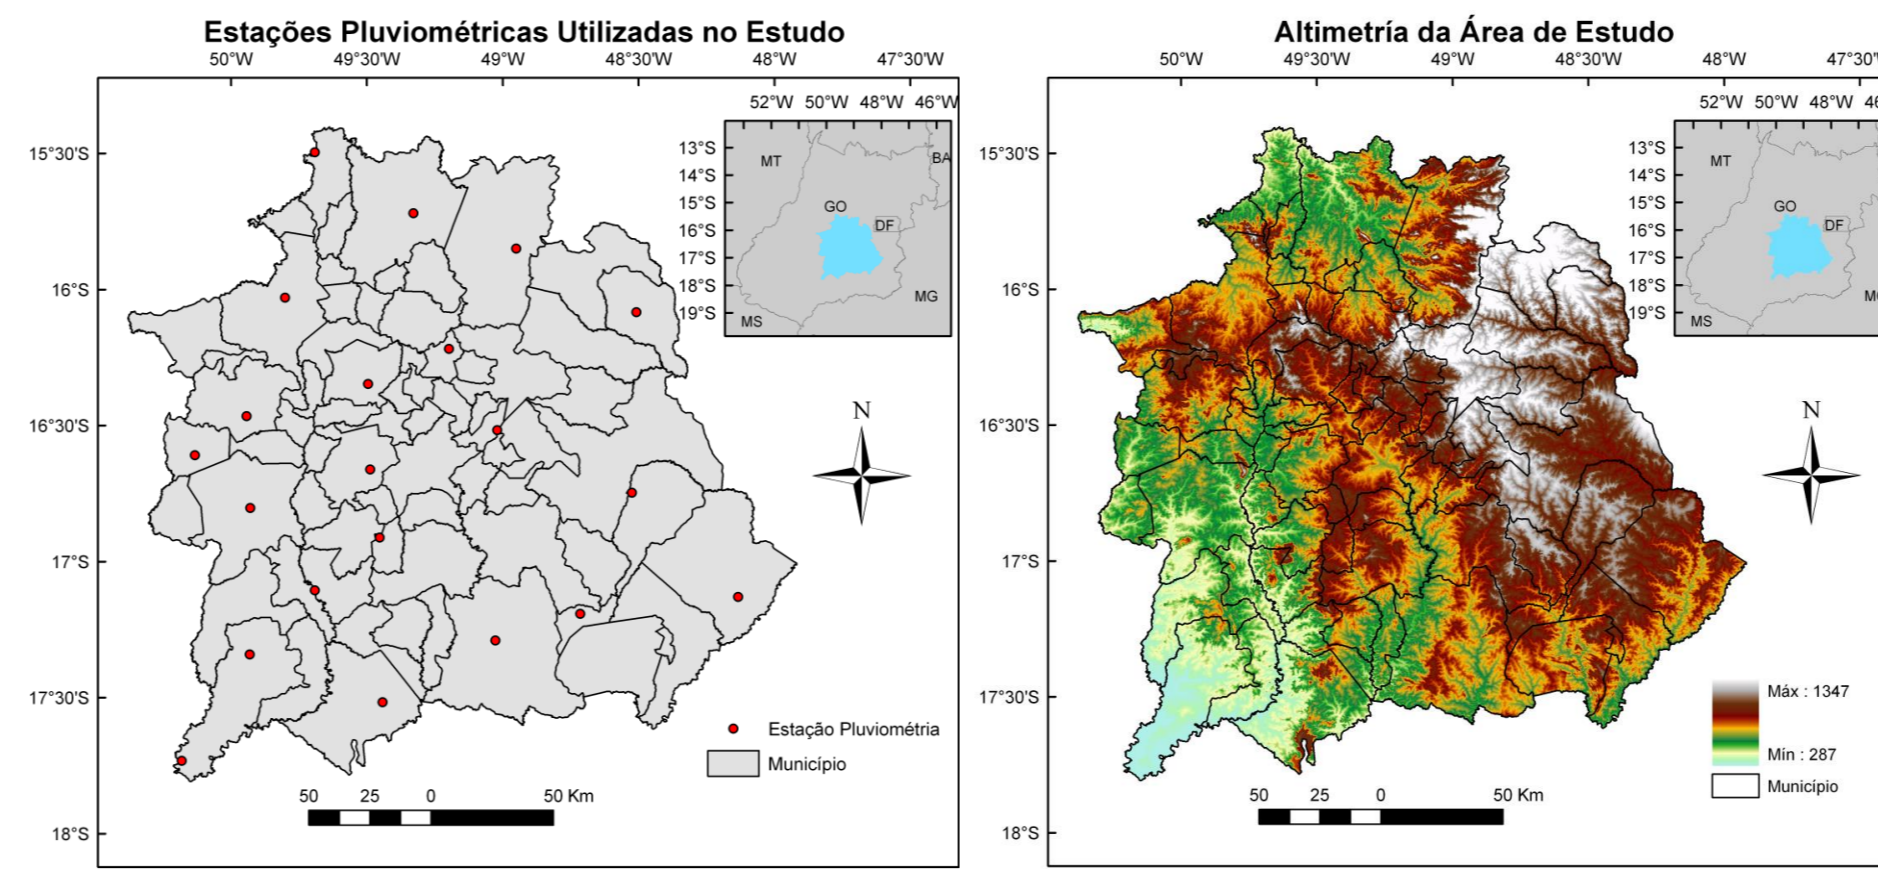 Estações Pluviométricas Utilizadas no Estudo
50°W 49°30'W 49°W 48°30'W 48°W 47°30'W
52°W 50°W 48°W 46°W
15°30'S
16°S
16°30'S
17°S
17°30'S
18°S
13°S
14°S
15°S
16°S
17°S
18°S
19°S
MT
BA
GO
DF
MG
MS
N
Estação Pluviométria
Município
50 25 0 50 Km
Altimetría da Área de Estudo
50°W 49°30'W 49°W 48°30'W 48°W 47°30'
52°W 50°W 48°W 46
15°30'S
16°S
16°30'S
17°S
17°30'S
18°S
13°S
14°S
15°S
16°S
17°S
18°S
19°S
MT
GO
DF
MS
N
Máx : 1347
Mín : 287
Município
50 25 0 50 Km